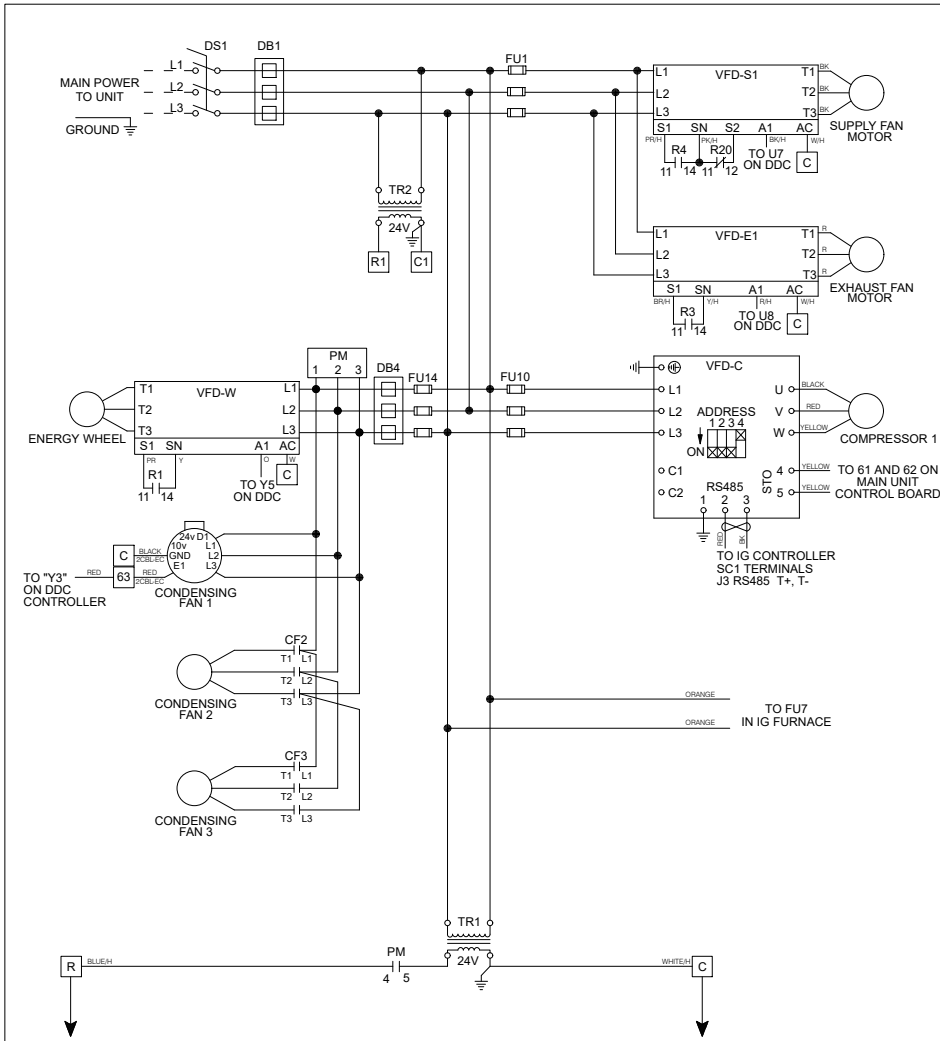 DS1
DB1
FU1
MAIN POWER
TO UNIT
L1
L2
L3
GROUND
L1
L2
L3
VFD-S1
T1
T2
T3
BK
BK
BK
SUPPLY FAN
MOTOR
S1
SN
S2
A1
AC
PR/H
PK/H
BK/H
W/H
R4
R20
11
14
11
12
TO U7
ON DDC
C
TR2
24V
R1
C1
L1
L2
L3
VFD-E1
T1
T2
T3
R
R
R
EXHAUST FAN
MOTOR
S1
SN
A1
AC
BR/H
Y/H
R/H
W/H
R3
11
14
TO U8
ON DDC
C
PM
1 2 3
DB4
FU14
FU10
T1
T2
T3
VFD-W
L1
L2
L3
ENERGY WHEEL
S1
SN
A1
AC
PR
Y
O
W
R1
11
14
TO Y5
ON DDC
C
VFD-C
L1
L2
L3
ADDRESS
1 2 3 4
ON
C1
C2
RS485
1 2 3
U
V
W
STO
4
5
BLACK
RED
YELLOW
YELLOW
YELLOW
COMPRESSOR 1
TO 61 AND 62 ON
MAIN UNIT
CONTROL BOARD
RED
BK
TO IG CONTROLLER
SC1 TERMINALS
J3 RS485 T+, T-
24v D1
10v L1
GND L2
E1 L3
C
BLACK
2CBL-EC
63
RED
2CBL-EC
RED
TO "Y3"
ON DDC
CONTROLLER
CONDENSING
FAN 1
CF2
T1 L1
T2 L2
T3 L3
CONDENSING
FAN 2
ORANGE
ORANGE
TO FU7
IN IG FURNACE
CF3
T1 L1
T2 L2
T3 L3
CONDENSING
FAN 3
TR1
24V
R
BLUE/H
PM
4 5
WHITE/H
C